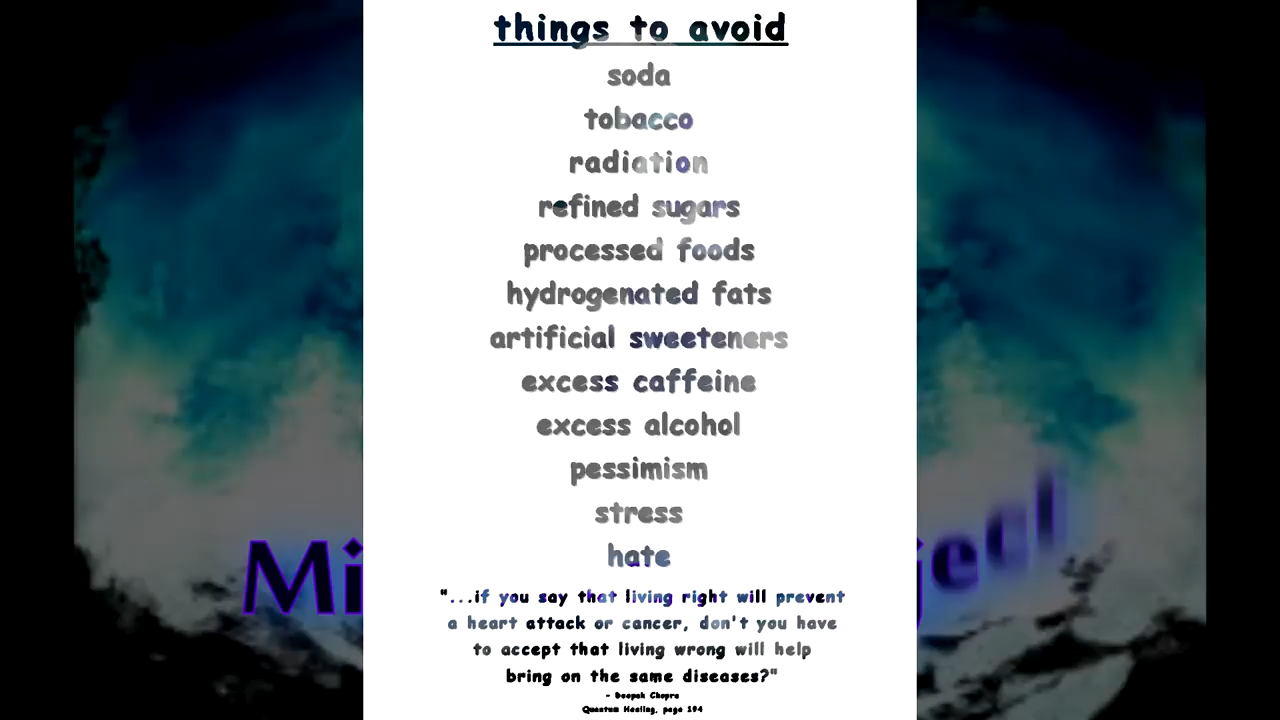 things to avoid
soda
tobacco
radiation
refined sugars
processed foods
hydrogenated fats
artificial sweeteners
excess caffeine
excess alcohol
pessimism
stress
hate
Mi
ject
"...if you say that living right will prevent
a heart attack or cancer, don't you have
to accept that living wrong will help
bring on the same diseases?"
- Deepak Chopra
Quantum Healing, page 194